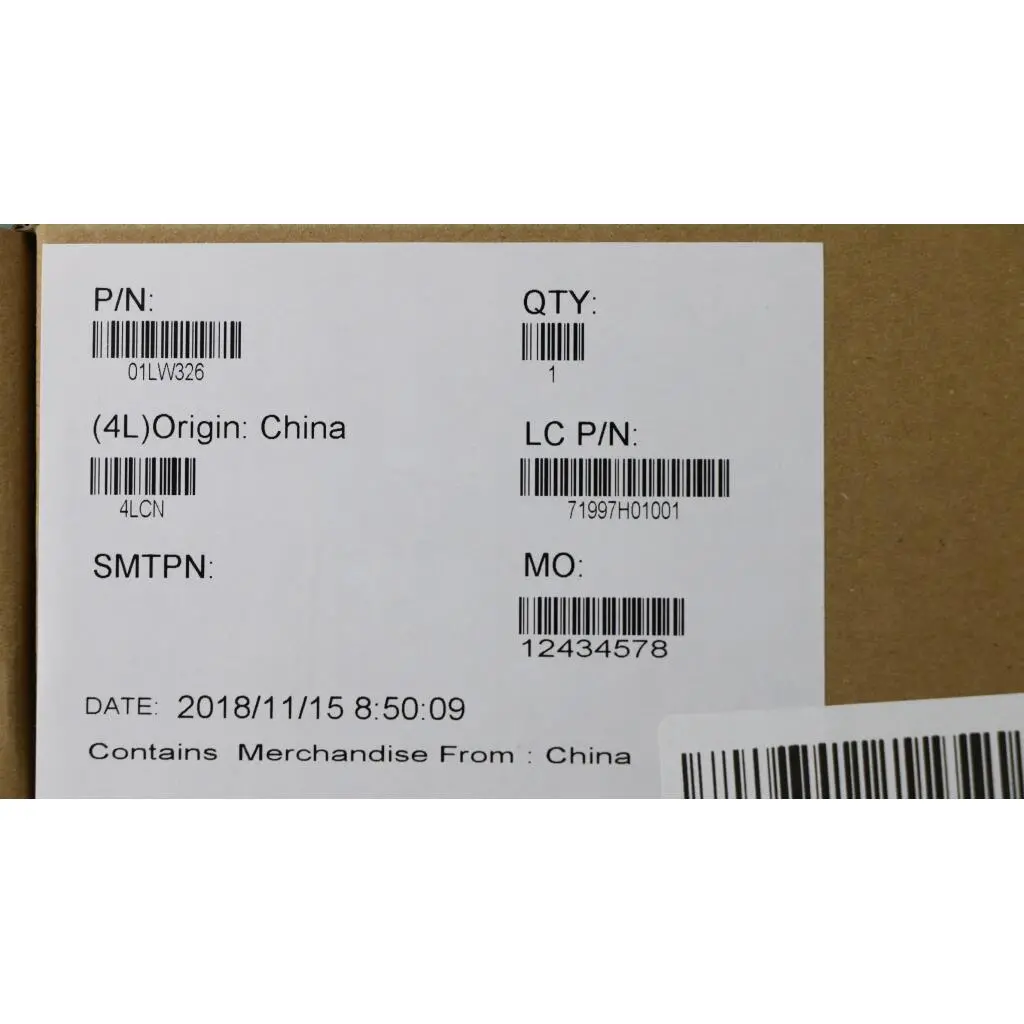 P/N:
01LW326
QTY:
1
(4L)Origin: China
4LCN
LC P/N:
71997H01001
SMTPN:
MO:
12434578
DATE: 2018/11/15 8:50:09
Contains Merchandise From : China